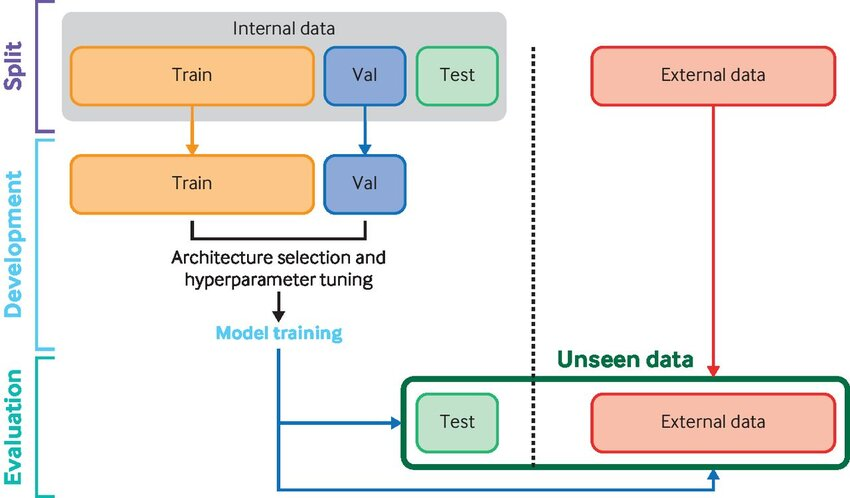 Split
Internal data
Train
Val
Test
External data
Development
Train
Val
Architecture selection and
hyperparameter tuning
Model training
Evaluation
Unseen data
Test
External data